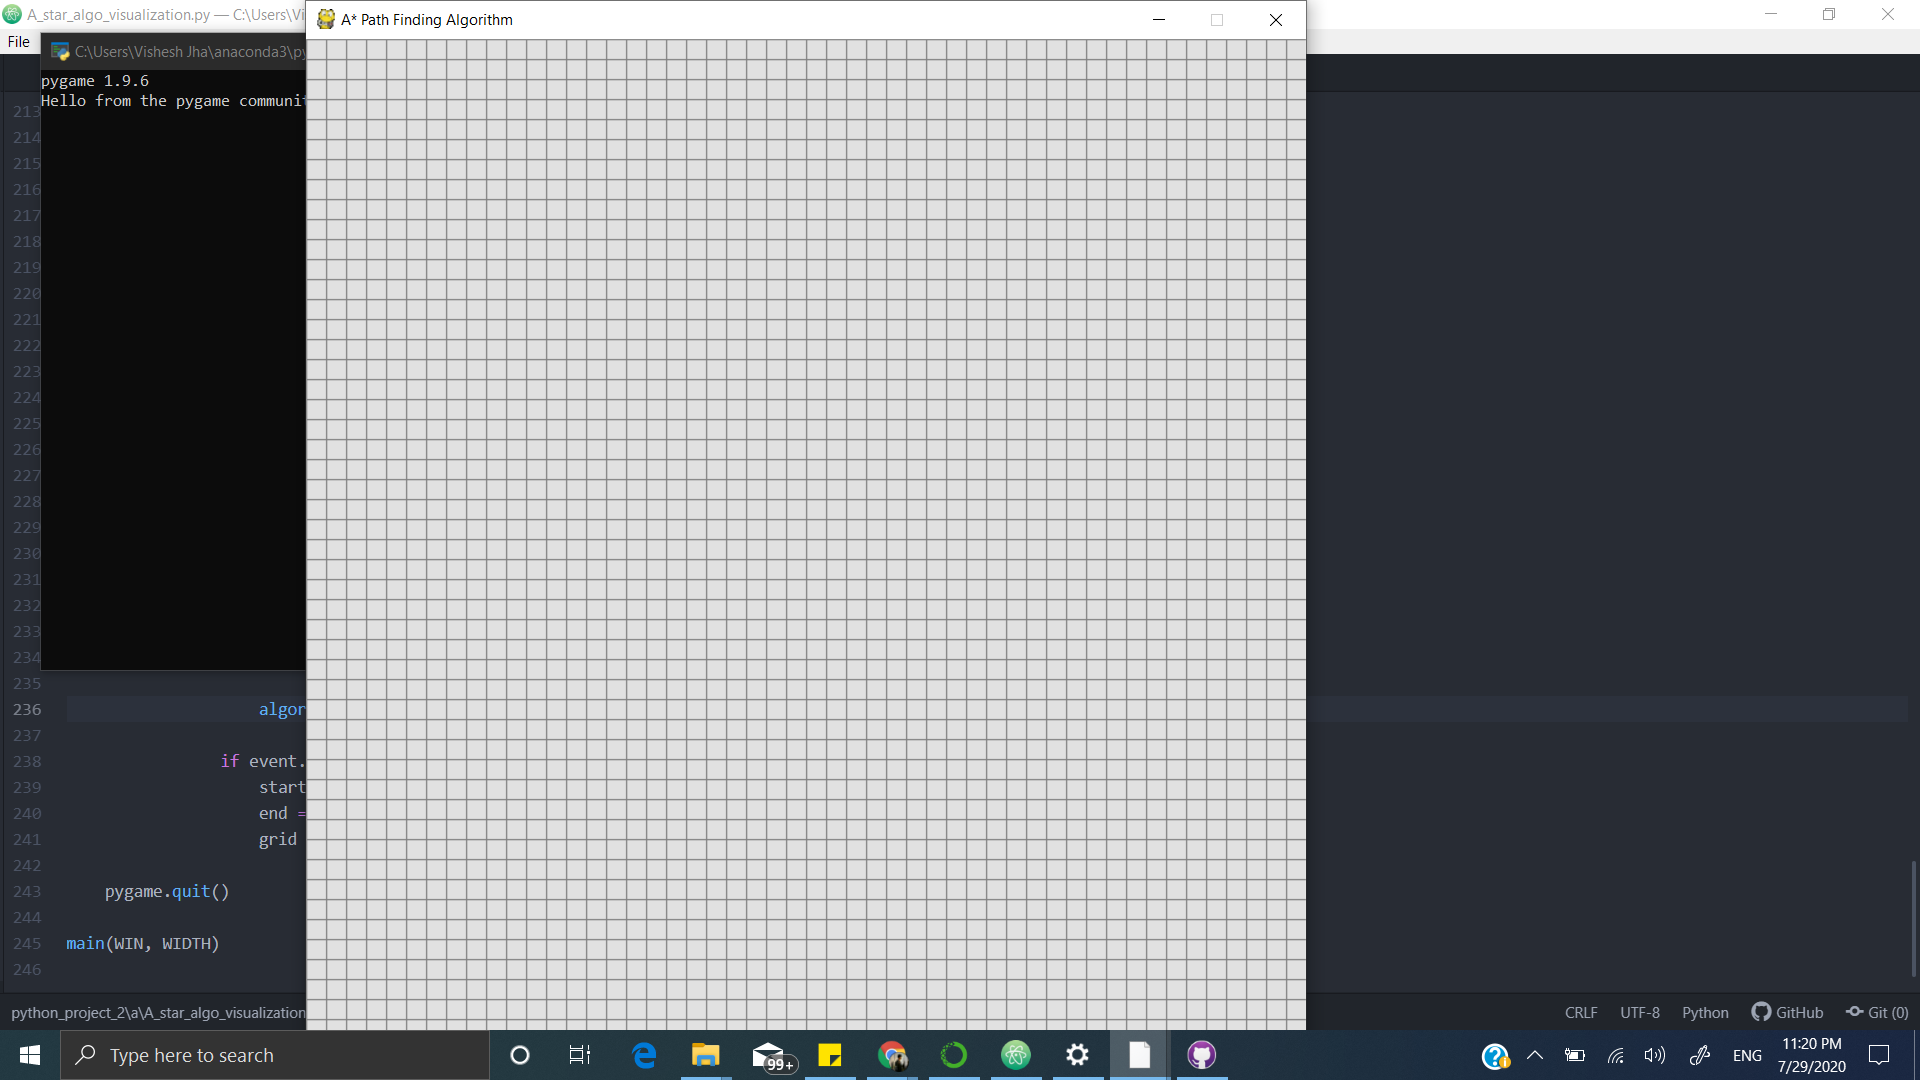 A_star_algo_visualization.py — C:\Users\Vi
A* Path Finding Algorithm
File
C:\Users\Vishesh Jha\anaconda3\py
pygame 1.9.6
Hello from the pygame communit
213
214
215
216
217
218
219
220
221
222
223
224
225
226
227
228
229
230
231
232
233
234
235
236 algor
237
238 if event.
239 start
240 end =
241 grid
242
243 pygame.quit()
244
245 main(WIN, WIDTH)
246
python_project_2\a\A_star_algo_visualization
CRLF UTF-8 Python GitHub Git (0)
Type here to search
99+
ENG
11:20 PM
7/29/2020